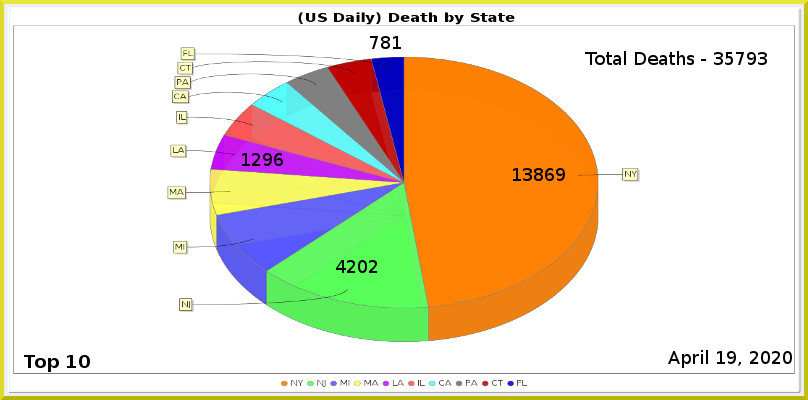 (US Daily) Death by State
781
Total Deaths - 35793
FL
CT
PA
CA
IL
LA
1296
MA
13869
NY
MI
4202
NJ
Top 10
April 19, 2020
NY NJ MI MA LA IL CA PA CT FL